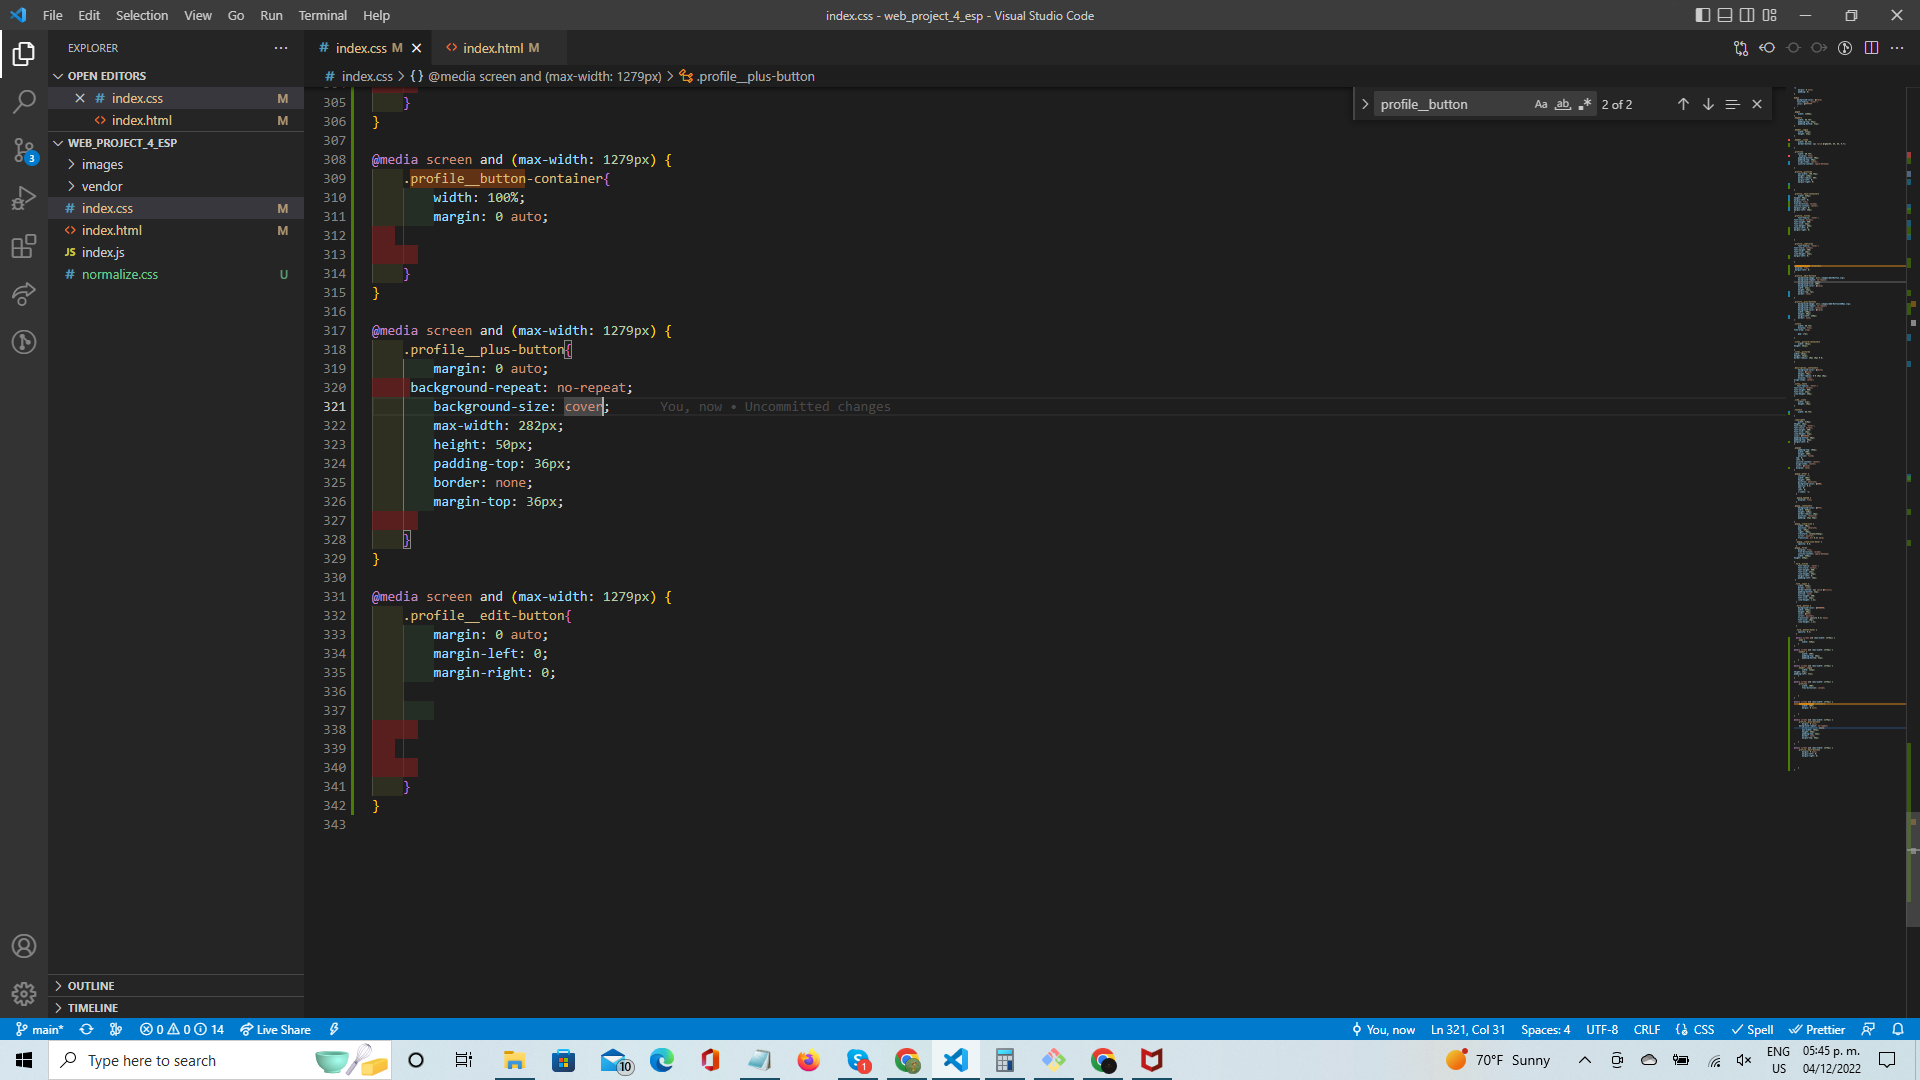 File Edit Selection View Go Run Terminal Help
index.css - web_project_4_esp - Visual Studio Code
EXPLORER
OPEN EDITORS
# index.css M
<> index.html M
WEB_PROJECT_4_ESP
images
vendor
# index.css M
<> index.html M
JS index.js
# normalize.css U
OUTLINE
TIMELINE
3
# index.css M
<> index.html M
# index.css > {} @media screen and (max-width: 1279px) > .profile__plus-button
profile__button Aa ab .* 2 of 2
305 }
306 }
307
308 @media screen and (max-width: 1279px) {
309 .profile__button-container{
310 width: 100%;
311 margin: 0 auto;
312
313
314 }
315 }
316
317 @media screen and (max-width: 1279px) {
318 .profile__plus-button{
319 margin: 0 auto;
320 background-repeat: no-repeat;
321 background-size: cover; You, now • Uncommitted changes
322 max-width: 282px;
323 height: 50px;
324 padding-top: 36px;
325 border: none;
326 margin-top: 36px;
327
328 }
329 }
330
331 @media screen and (max-width: 1279px) {
332 .profile__edit-button{
333 margin: 0 auto;
334 margin-left: 0;
335 margin-right: 0;
336
337
338
339
340
341 }
342 }
343
main* 0 0 14 Live Share
You, now Ln 321, Col 31 Spaces: 4 UTF-8 CRLF CSS Spell Prettier
Type here to search
10
1
70°F Sunny
ENG
US
05:45 p. m.
04/12/2022